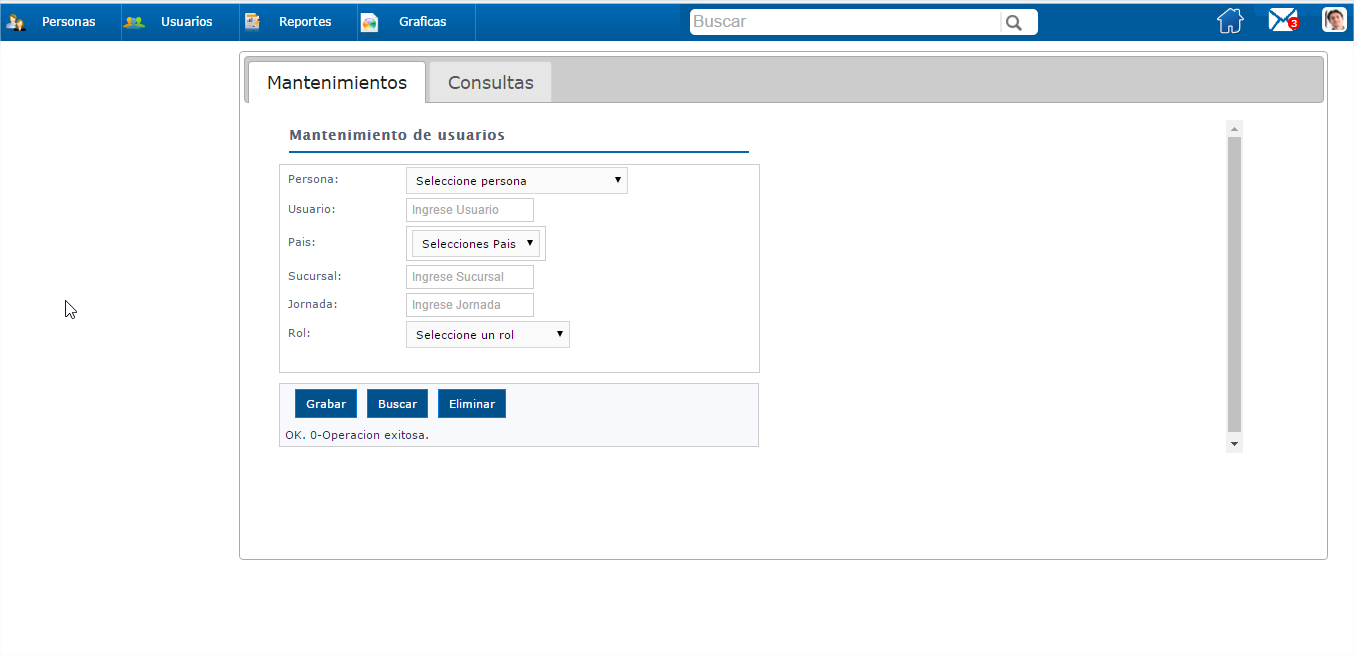 Personas Usuarios Reportes Graficas Buscar 3
Mantenimientos Consultas
Mantenimiento de usuarios
Persona: Seleccione persona
Usuario: Ingrese Usuario
Pais: Selecciones Pais
Sucursal: Ingrese Sucursal
Jornada: Ingrese Jornada
Rol: Seleccione un rol
Grabar Buscar Eliminar
OK. 0-Operacion exitosa.